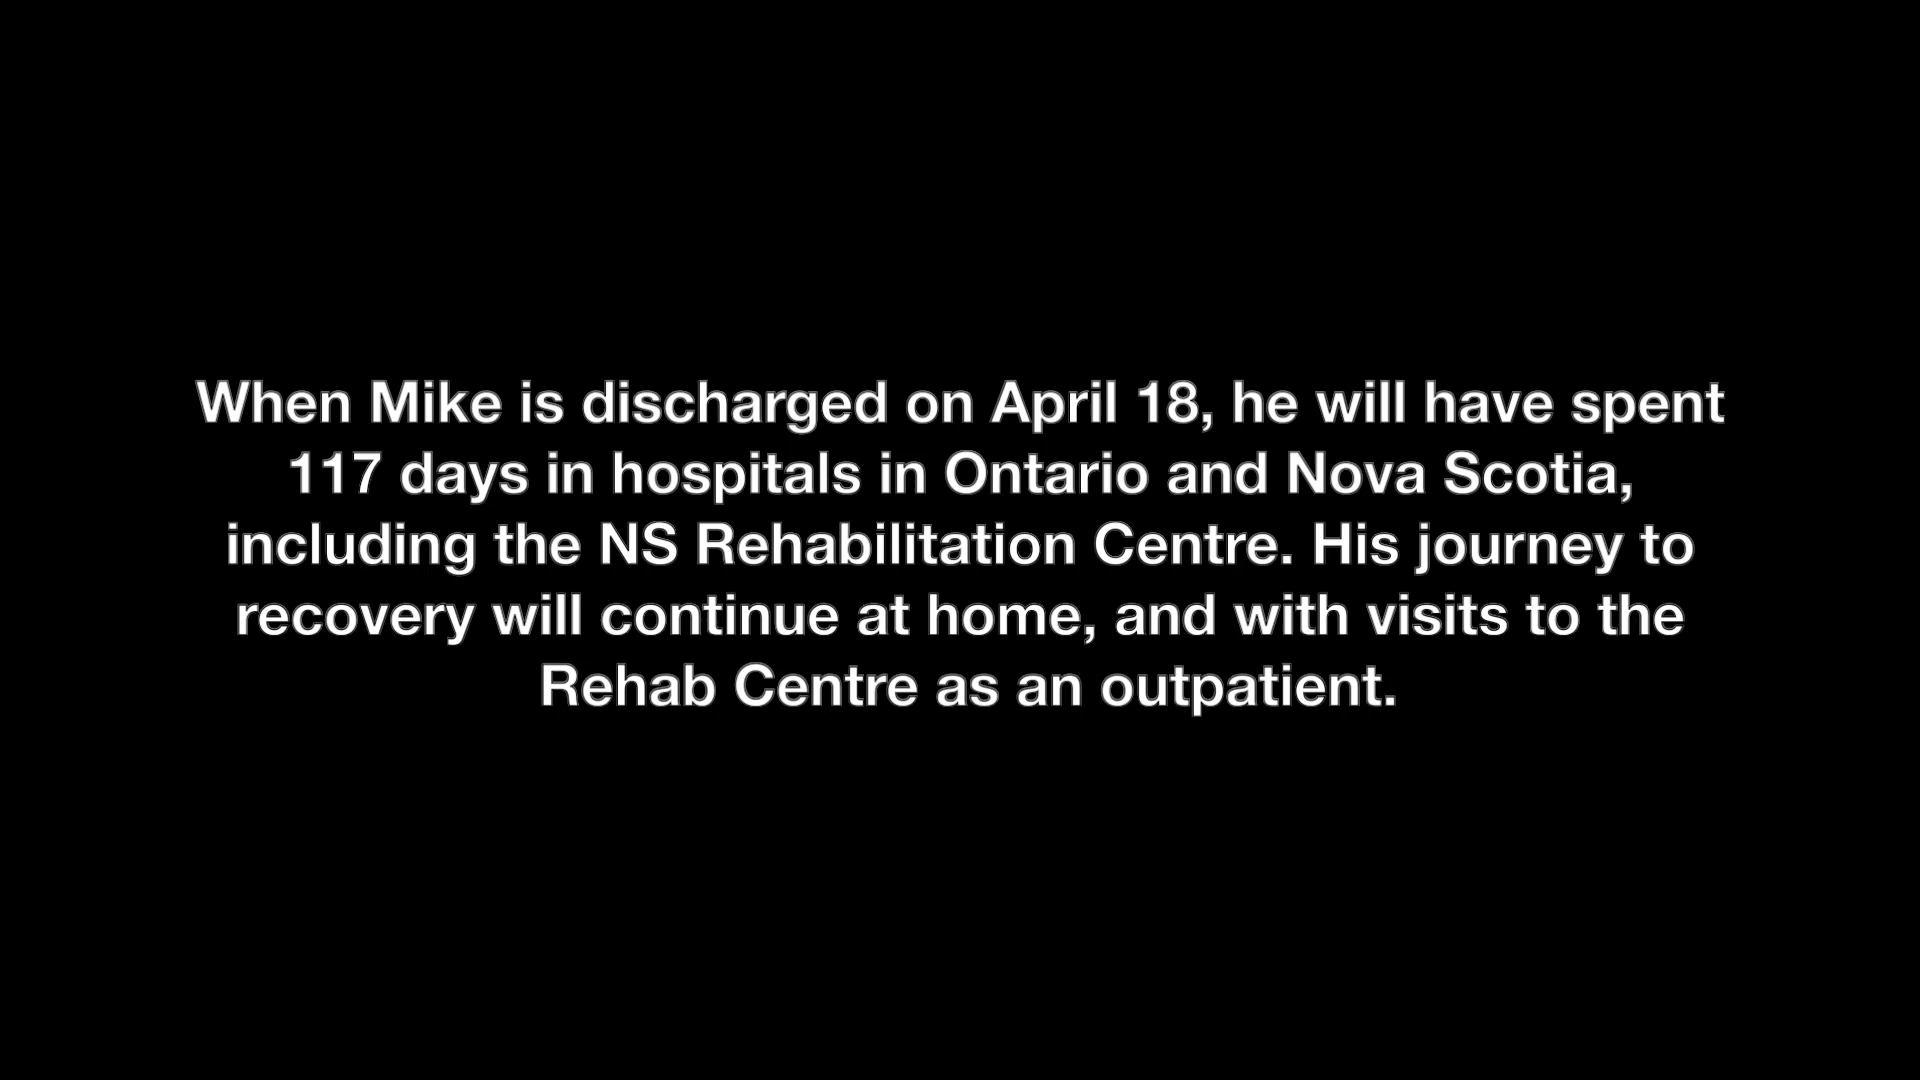 When Mike is discharged on April 18, he will have spent
117 days in hospitals in Ontario and Nova Scotia,
including the NS Rehabilitation Centre. His journey to
recovery will continue at home, and with visits to the
Rehab Centre as an outpatient.